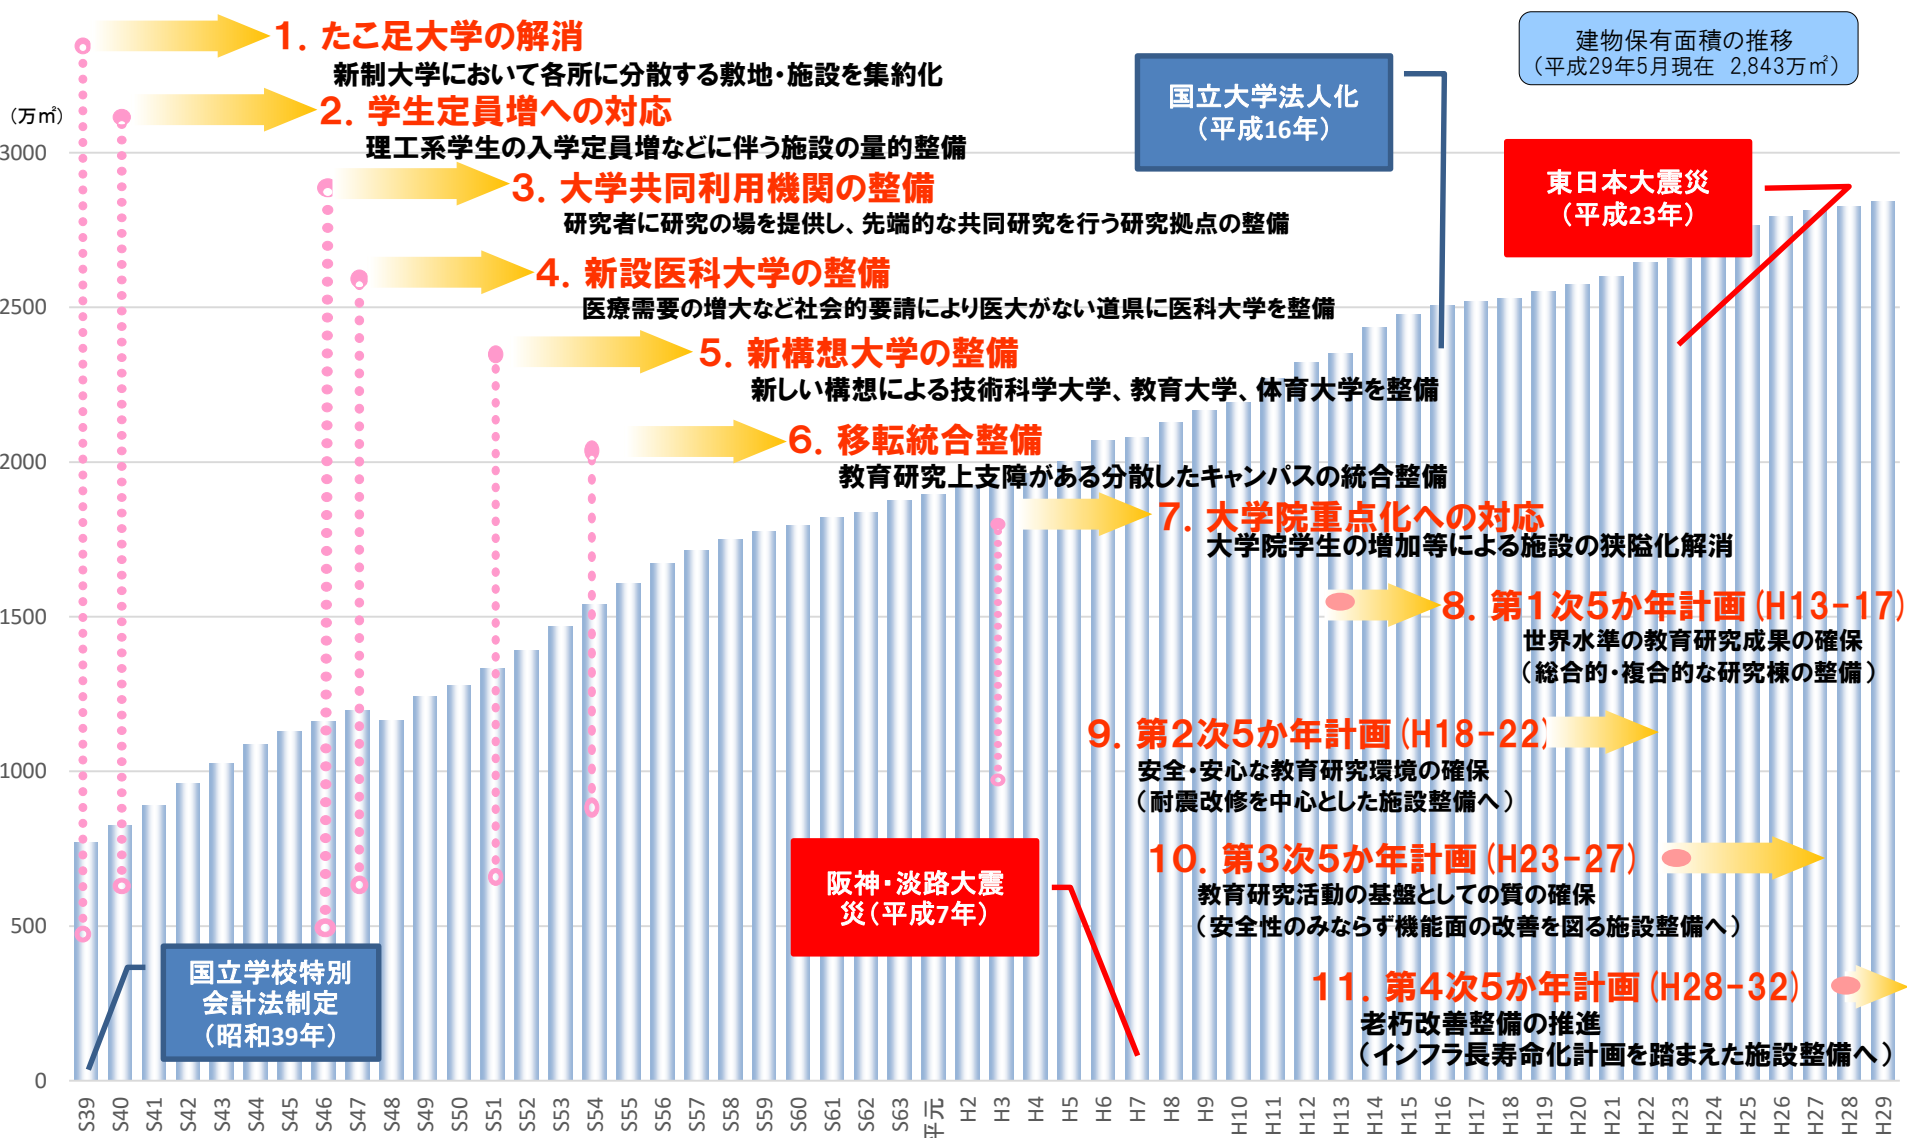 建物保有面積の推移
（平成29年5月現在 2,843万㎡）
1. たこ足大学の解消
新制大学において各所に分散する敷地・施設を集約化
2. 学生定員増への対応
理工系学生の入学定員増などに伴う施設の量的整備
3. 大学共同利用機関の整備
研究者に研究の場を提供し、先端的な共同研究を行う研究拠点の整備
4. 新設医科大学の整備
医療需要の増大など社会的要請により医大がない道県に医科大学を整備
5. 新構想大学の整備
新しい構想による技術科学大学、教育大学、体育大学を整備
6. 移転統合整備
教育研究上支障がある分散したキャンパスの統合整備
7. 大学院重点化への対応
大学院学生の増加等による施設の狭隘化解消
8. 第1次5か年計画(H13-17)
世界水準の教育研究成果の確保
（総合的・複合的な研究棟の整備）
9. 第2次5か年計画(H18-22)
安全・安心な教育研究環境の確保
（耐震改修を中心とした施設整備へ）
10. 第3次5か年計画(H23-27)
教育研究活動の基盤としての質の確保
（安全性のみならず機能面の改善を図る施設整備へ）
11. 第4次5か年計画(H28-32)
老朽改善整備の推進
（インフラ長寿命化計画を踏まえた施設整備へ）
国立大学法人化
（平成16年）
東日本大震災
（平成23年）
阪神・淡路大震
災（平成7年）
国立学校特別
会計法制定
（昭和39年）
（万㎡）
3000
2500
2000
1500
1000
500
0
S39
S40
S41
S42
S43
S44
S45
S46
S47
S48
S49
S50
S51
S52
S53
S54
S55
S56
S57
S58
S59
S60
S61
S62
S63
平元
H2
H3
H4
H5
H6
H7
H8
H9
H10
H11
H12
H13
H14
H15
H16
H17
H18
H19
H20
H21
H22
H23
H24
H25
H26
H27
H28
H29